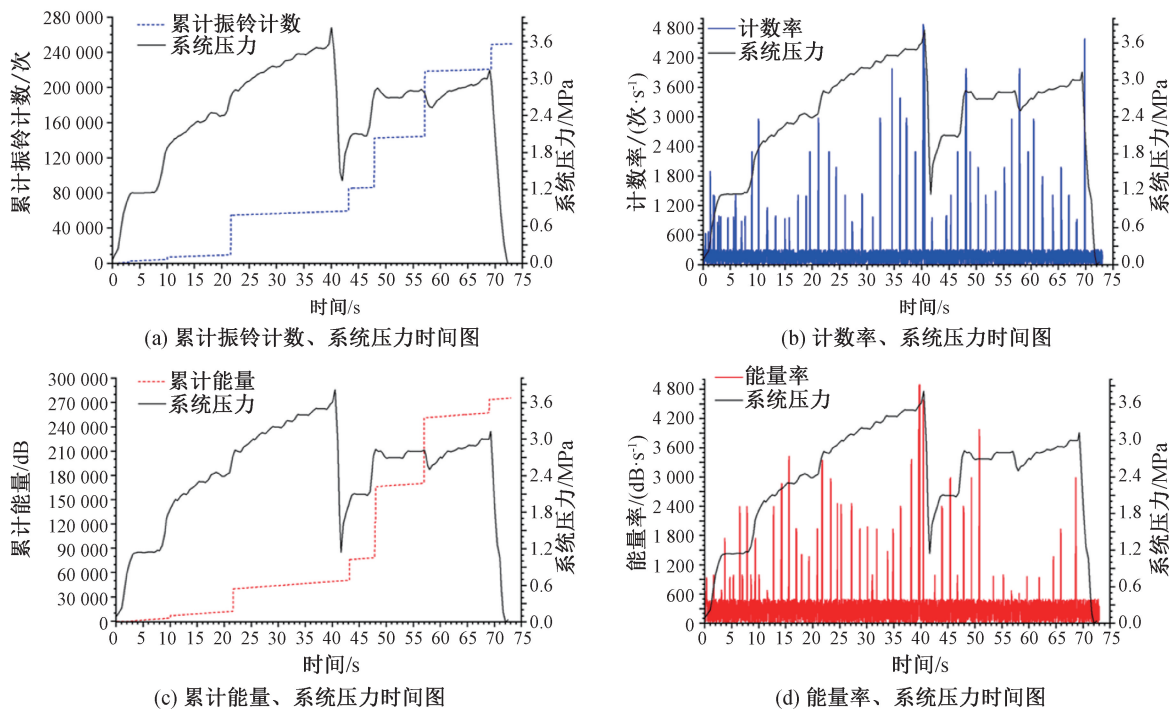 累计振铃计数
系统压力
280 000
240 000
200 000
160 000
120 000
80 000
40 000
0
累计振铃计数/次
3.6
3.0
2.4
1.8
1.2
0.6
0.0
系统压力/MPa
0 5 10 15 20 25 30 35 40 45 50 55 60 65 70 75
时间/s
(a) 累计振铃计数、系统压力时间图
计数率
系统压力
4 800
4 200
3 600
3 000
2 400
1 800
1 200
600
0
计数率/(次·s⁻¹)
3.6
3.0
2.4
1.8
1.2
0.6
0.0
系统压力/MPa
0 5 10 15 20 25 30 35 40 45 50 55 60 65 70 75
时间/s
(b) 计数率、系统压力时间图
累计能量
系统压力
300 000
270 000
240 000
210 000
180 000
150 000
120 000
90 000
60 000
30 000
0
累计能量/dB
3.6
3.0
2.4
1.8
1.2
0.6
0.0
系统压力/MPa
0 5 10 15 20 25 30 35 40 45 50 55 60 65 70 75
时间/s
(c) 累计能量、系统压力时间图
能量率
系统压力
4 800
4 200
3 600
3 000
2 400
1 800
1 200
600
0
能量率/(dB·s⁻¹)
3.6
3.0
2.4
1.8
1.2
0.6
0.0
系统压力/MPa
0 5 10 15 20 25 30 35 40 45 50 55 60 65 70 75
时间/s
(d) 能量率、系统压力时间图